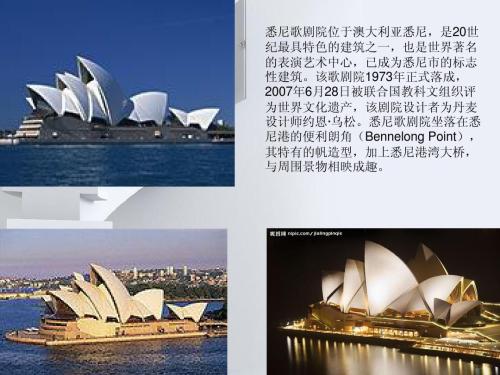 悉尼歌剧院位于澳大利亚悉尼，是20世
纪最具特色的建筑之一，也是世界著名
的表演艺术中心，已成为悉尼市的标志
性建筑。该歌剧院1973年正式落成，
2007年6月28日被联合国教科文组织评
为世界文化遗产，该剧院设计者为丹麦
设计师约恩·乌松。悉尼歌剧院坐落在悉
尼港的便利朗角（Bennelong Point），
其特有的帆造型，加上悉尼港湾大桥，
与周围景物相映成趣。
昵图网 nipic.com/jialingpingis